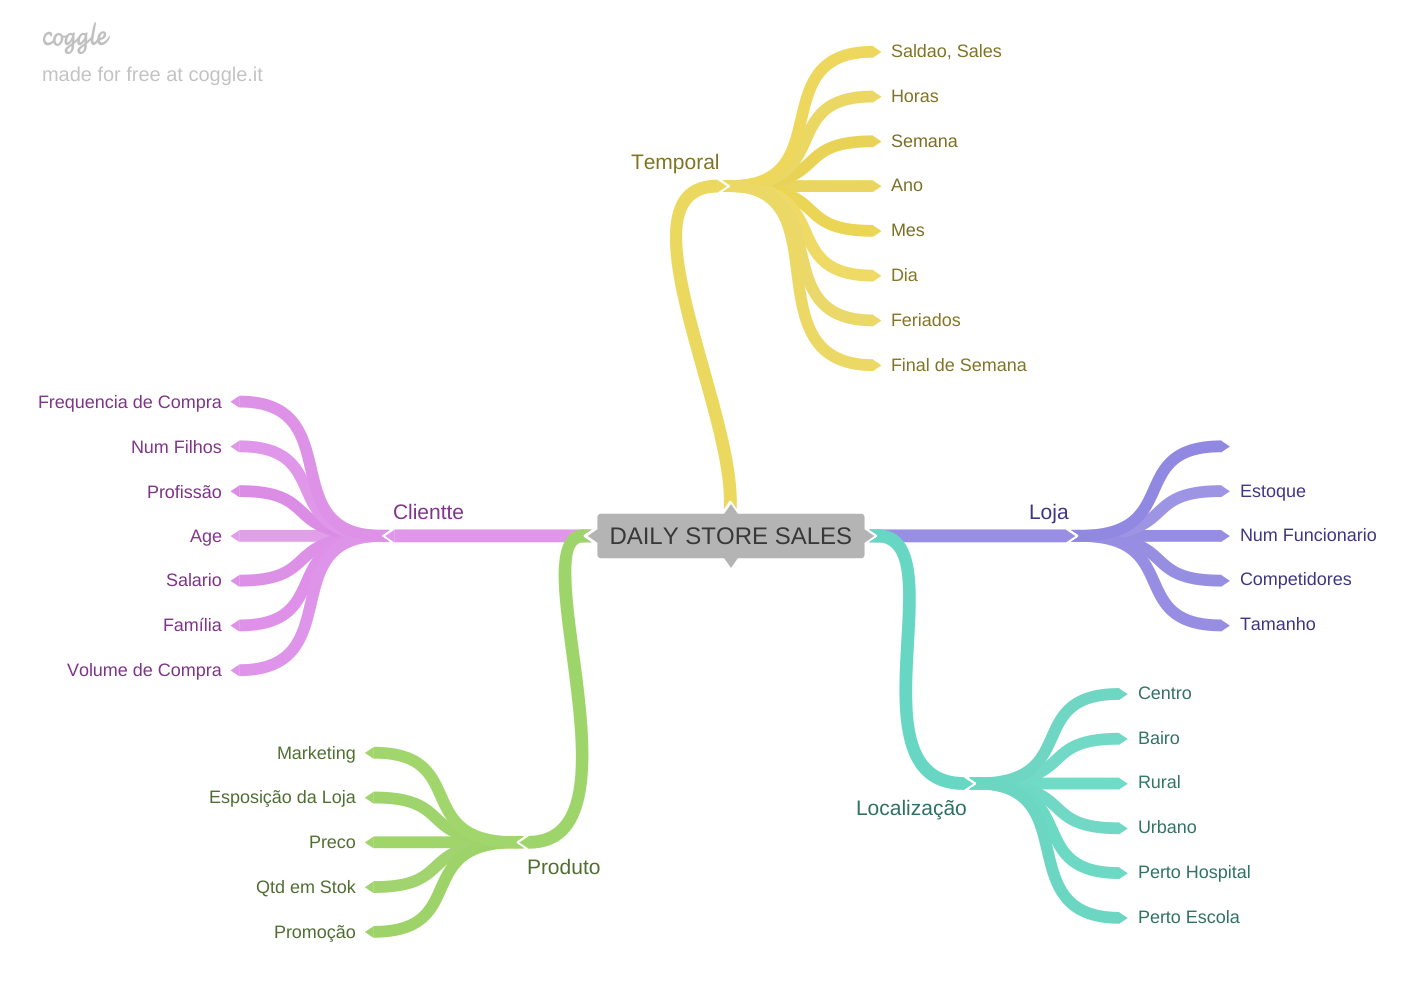 coggle
made for free at coggle.it
Temporal
Saldao, Sales
Horas
Semana
Ano
Mes
Dia
Feriados
Final de Semana
Clientte
Frequencia de Compra
Num Filhos
Profissão
Age
Salario
Família
Volume de Compra
DAILY STORE SALES
Loja
Estoque
Num Funcionario
Competidores
Tamanho
Produto
Marketing
Esposição da Loja
Preco
Qtd em Stok
Promoção
Localização
Centro
Bairo
Rural
Urbano
Perto Hospital
Perto Escola